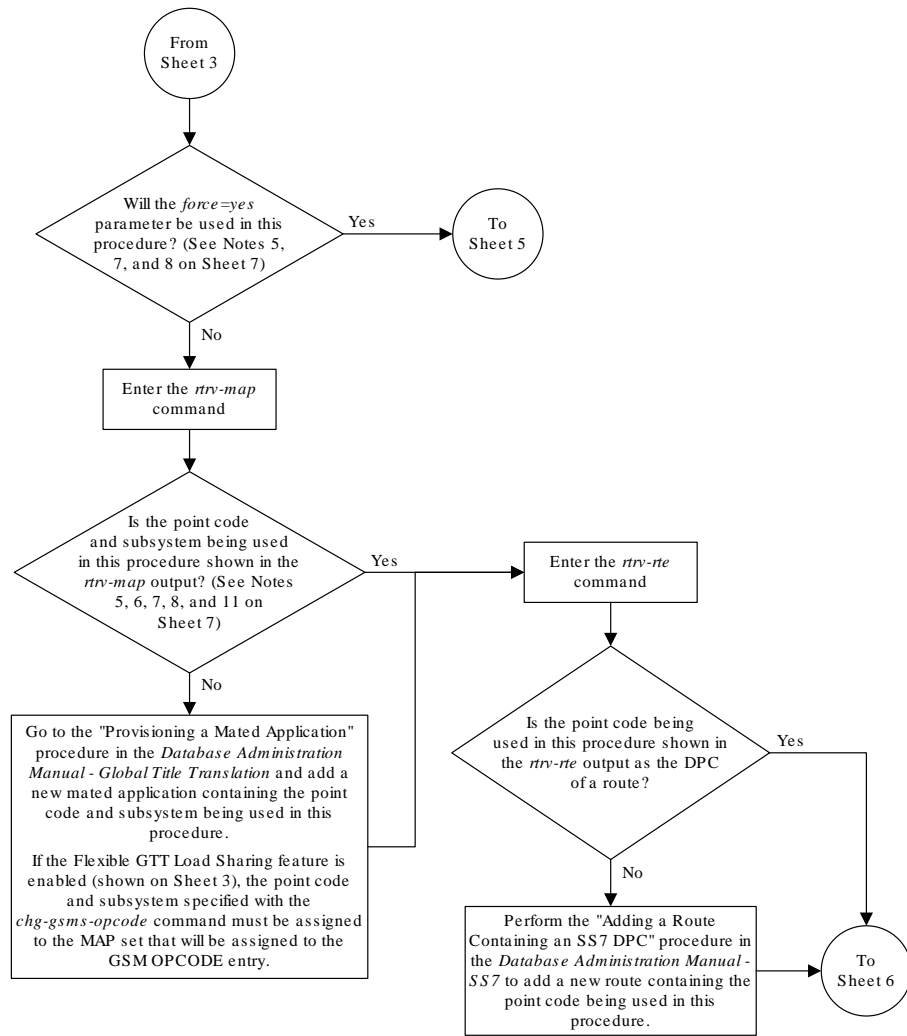 From
Sheet 3
Will the force=yes
parameter be used in this
procedure? (See Notes 5,
7, and 8 on Sheet 7)
Yes
To
Sheet 5
No
Enter the rtrv-map
command
Is the point code
and subsystem being used
in this procedure shown in the
rtrv-map output? (See Notes
5, 6, 7, 8, and 11 on
Sheet 7)
Yes
Enter the rtrv-rte
command
No
Go to the "Provisioning a Mated Application"
procedure in the Database Administration
Manual - Global Title Translation and add a
new mated application containing the point
code and subsystem being used in this
procedure.
If the Flexible GTT Load Sharing feature is
enabled (shown on Sheet 3), the point code
and subsystem specified with the
chg-gsms-opcode command must be assigned
to the MAP set that will be assigned to the
GSM OPCODE entry.
Is the point code being
used in this procedure shown in
the rtrv-rte output as the DPC
of a route?
Yes
No
Perform the "Adding a Route
Containing an SS7 DPC" procedure in
the Database Administration Manual -
SS7 to add a new route containing the
point code being used in this
procedure.
To
Sheet 6